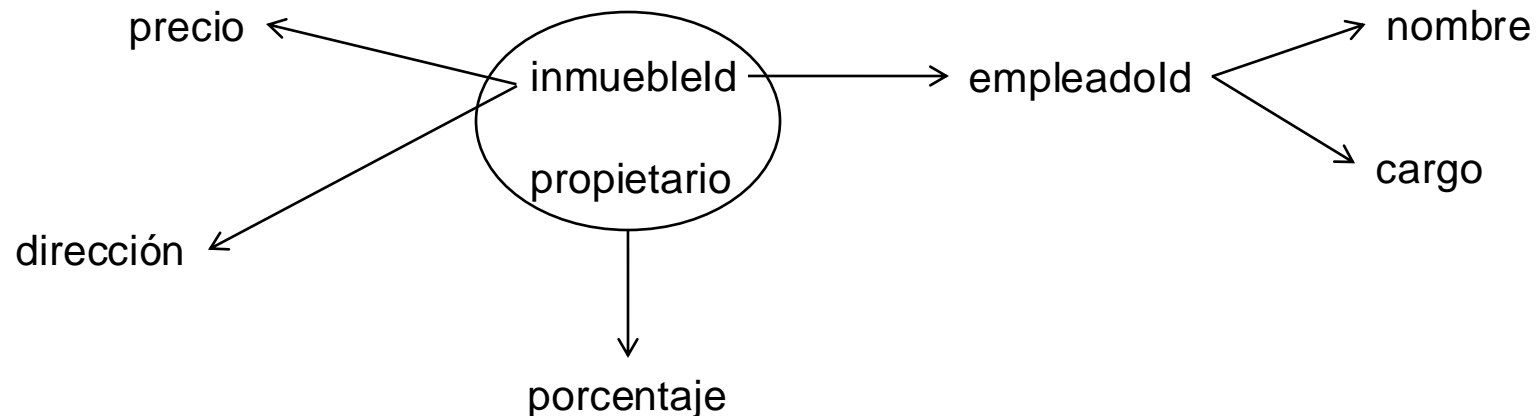 precio
nombre
inmuebleId
empleadoId
propietario
cargo
dirección
porcentaje